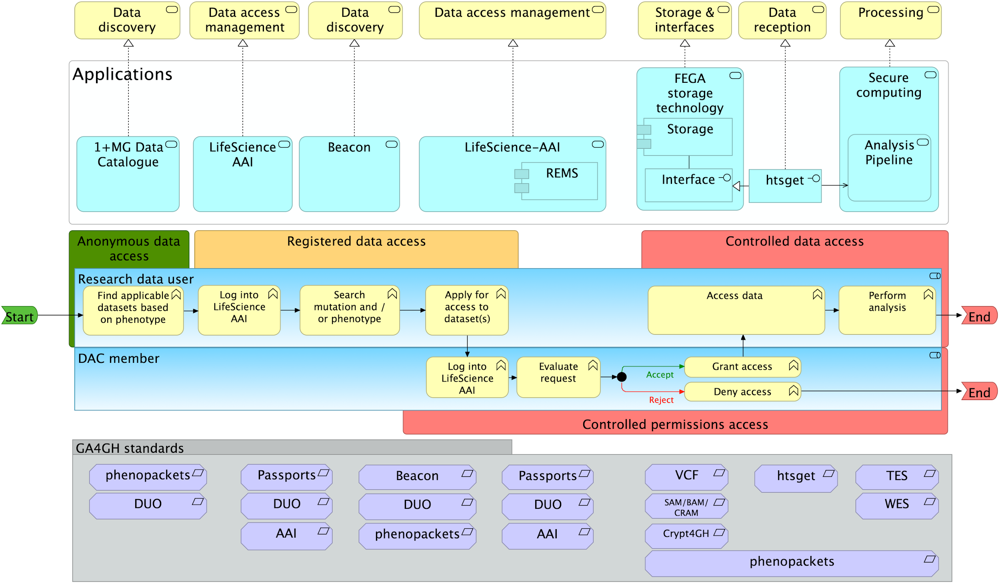 Data
discovery
Data access
management
Data
discovery
Data access management
Storage &
interfaces
Data
reception
Processing
Applications
1+MG Data
Catalogue
LifeScience
AAI
Beacon
LifeScience-AAI
REMS
FEGA
storage
technology
Storage
Interface
htsget
Secure
computing
Analysis
Pipeline
Anonymous data
access
Registered data access
Controlled data access
Research data user
Start
Find applicable
datasets based
on phenotype
Log into
LifeScience
AAI
Search
mutation and /
or phenotype
Apply for
access to
dataset(s)
Access data
Perform
analysis
End
DAC member
Log into
LifeScience
AAI
Evaluate
request
Accept
Reject
Grant access
Deny access
End
Controlled permissions access
GA4GH standards
phenopackets
DUO
Passports
DUO
AAI
Beacon
DUO
phenopackets
Passports
DUO
AAI
VCF
SAM/BAM/
CRAM
Crypt4GH
htsget
TES
WES
phenopackets